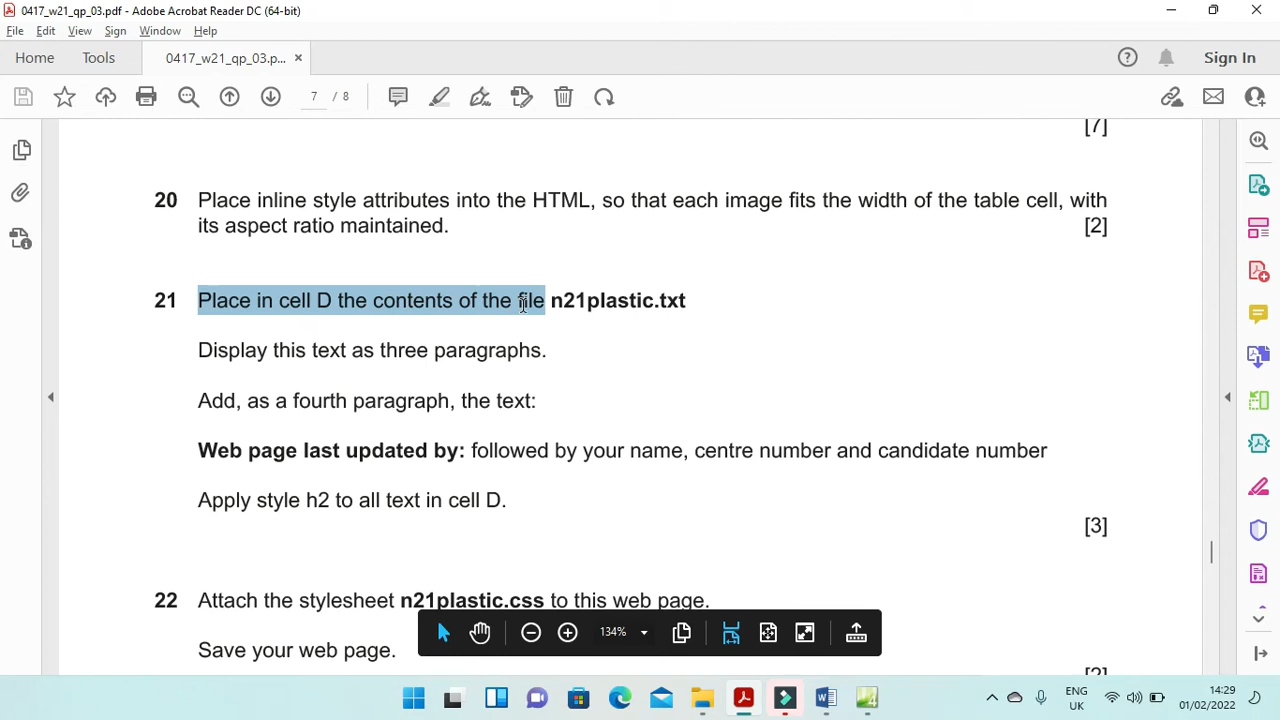 0417_w21_qp_03.pdf - Adobe Acrobat Reader DC (64-bit)
File Edit View Sign Window Help
Home Tools 0417_w21_qp_03.p... × Sign In
7 / 8
[7]
20 Place inline style attributes into the HTML, so that each image fits the width of the table cell, with
its aspect ratio maintained. [2]
21 Place in cell D the contents of the file n21plastic.txt
Display this text as three paragraphs.
Add, as a fourth paragraph, the text:
Web page last updated by: followed by your name, centre number and candidate number
Apply style h2 to all text in cell D.
[3]
22 Attach the stylesheet n21plastic.css to this web page.
134%
Save your web page.
[2]
ENG
UK
14:29
01/02/2022